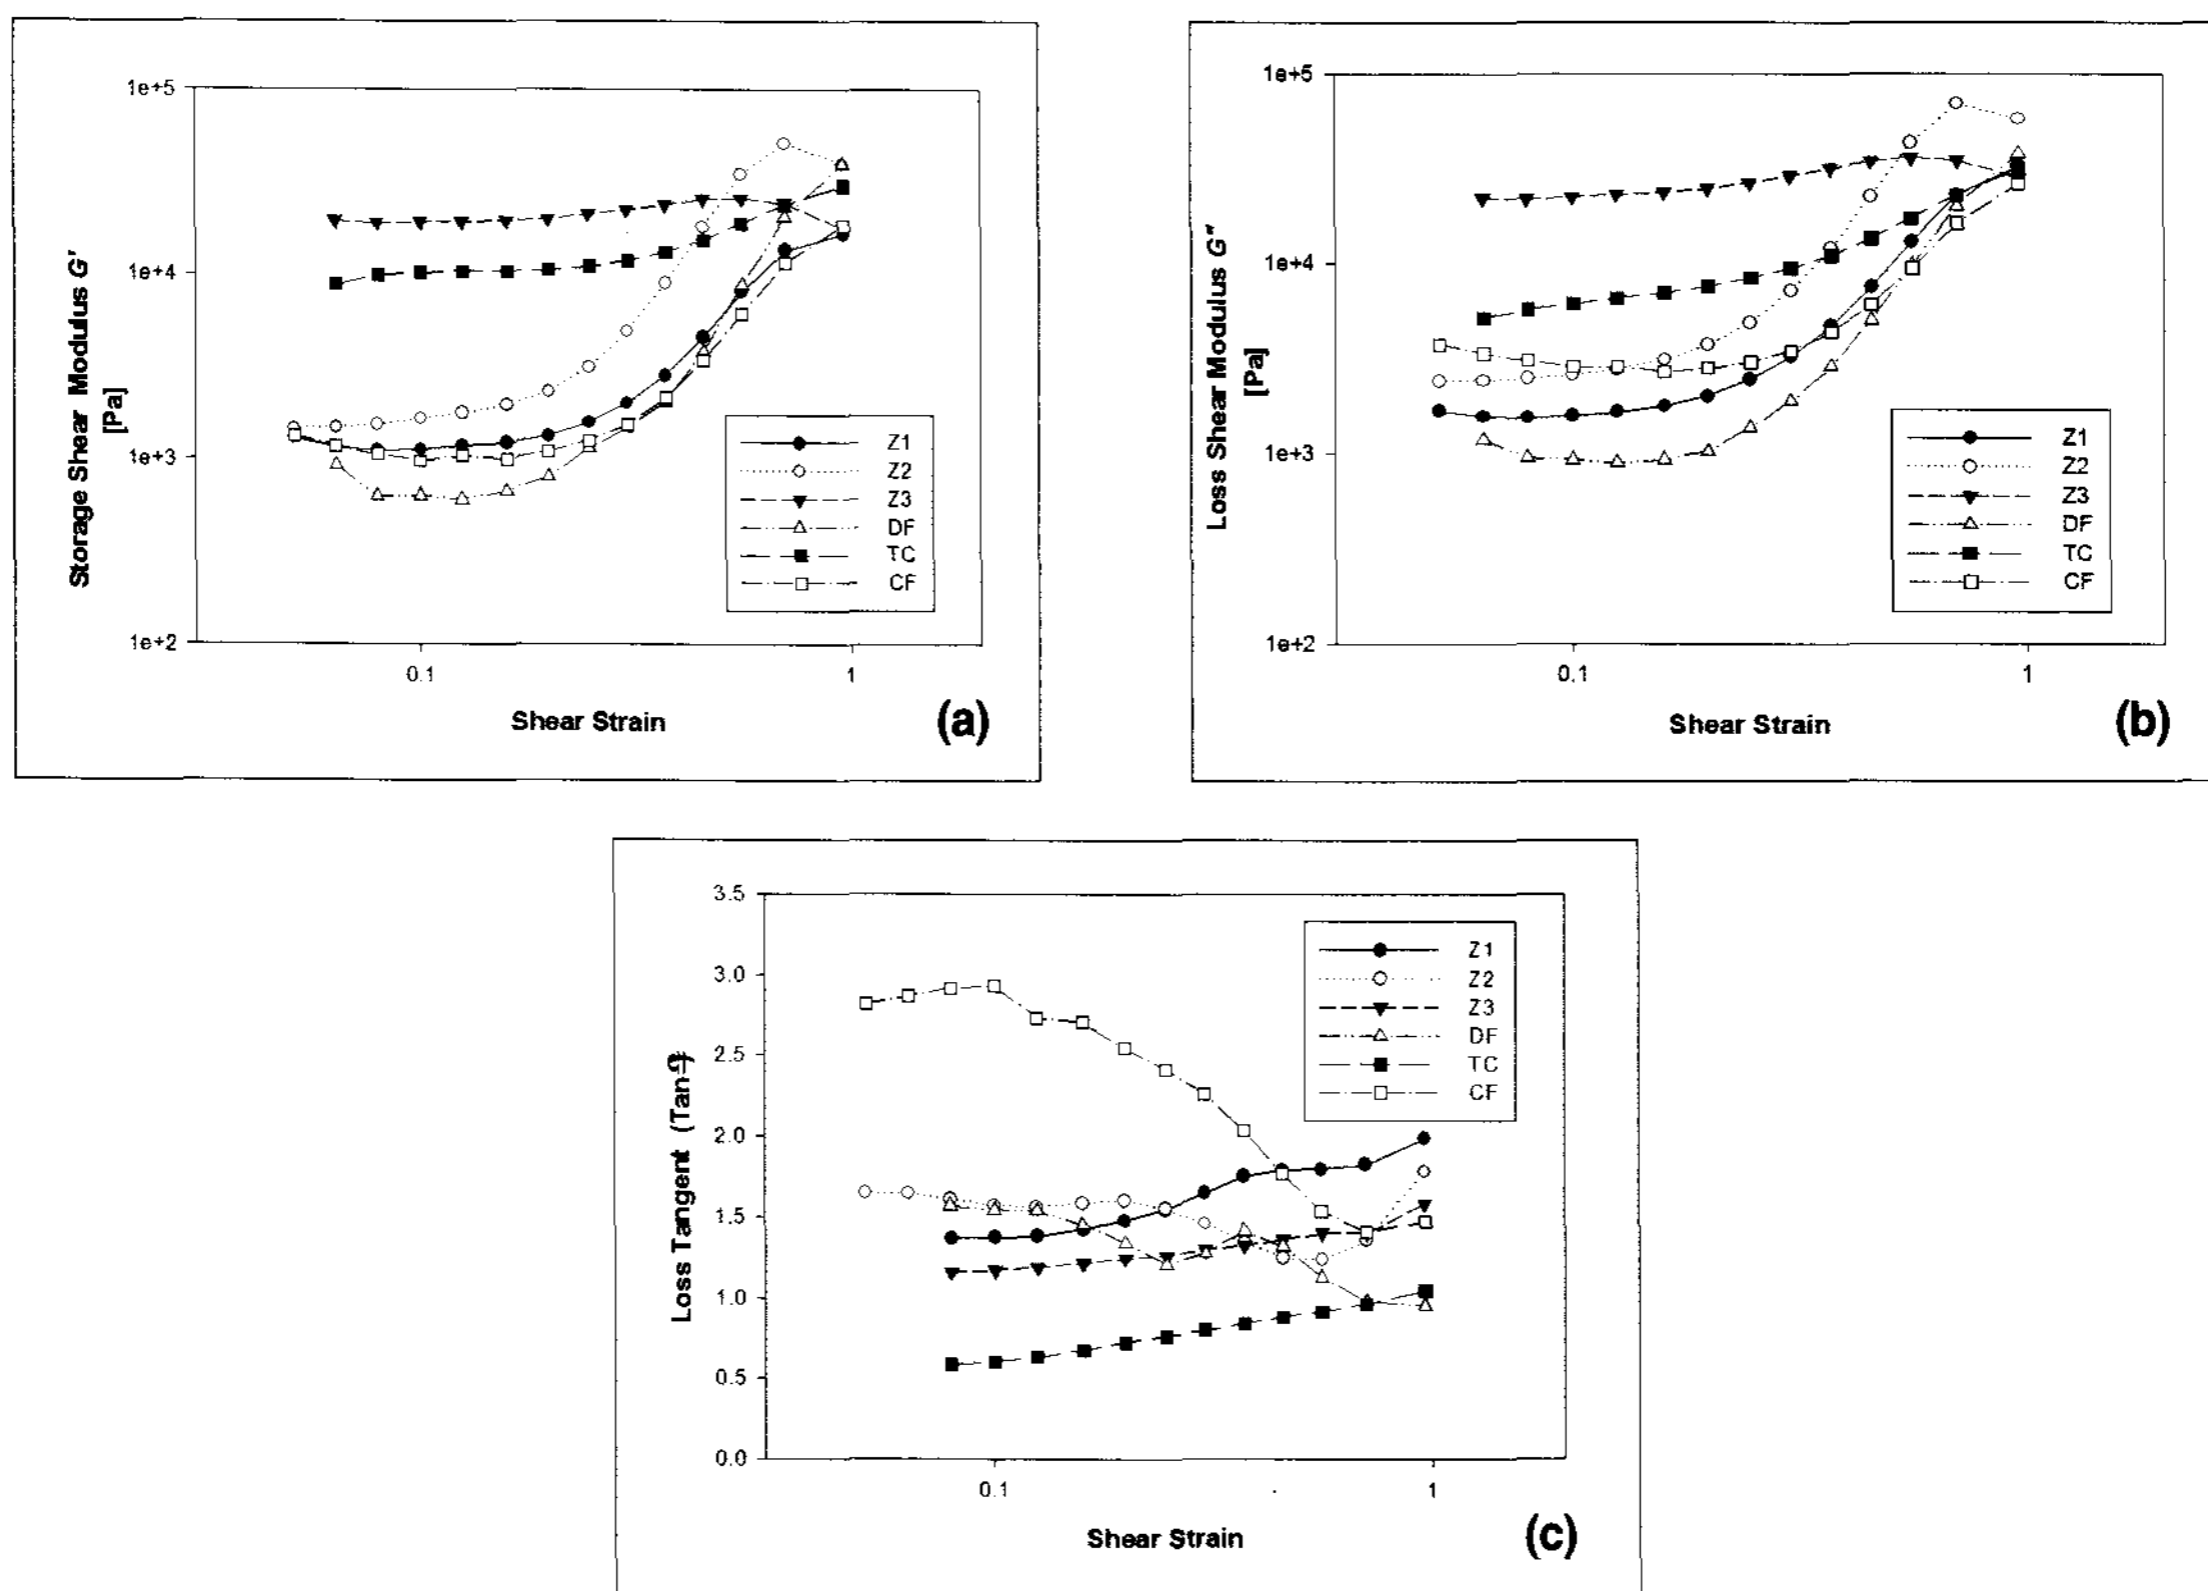 1e+5
1e+4
1e+3
1e+2
Storage Shear Modulus G'
[Pa]
0.1
1
Shear Strain
(a)
Z1
Z2
Z3
DF
TC
CF
1e+5
1e+4
1e+3
1e+2
Loss Shear Modulus G"
[Pa]
0.1
1
Shear Strain
(b)
Z1
Z2
Z3
DF
TC
CF
3.5
3.0
2.5
2.0
1.5
1.0
0.5
0.0
Loss Tangent (Tan
0.1
1
Shear Strain
(c)
Z1
Z2
Z3
DF
TC
CF